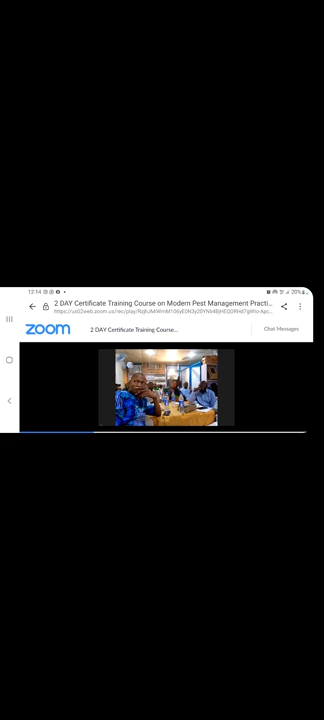 12:14
20%
2 DAY Certificate Training Course on Modern Pest Management Practi...
zoom
2 DAY Certificate Training Course...
Chat Messages